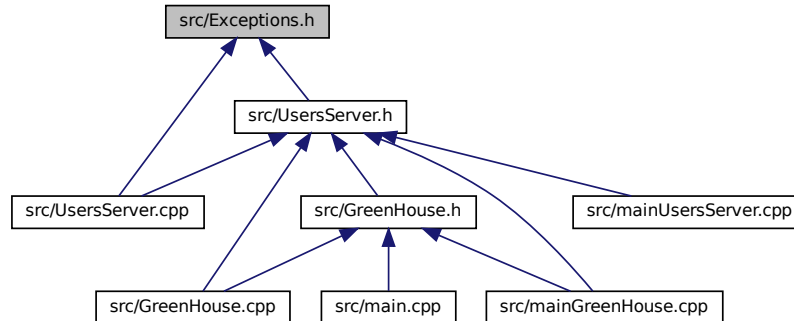 src/Exceptions.h
src/UsersServer.h
src/UsersServer.cpp
src/GreenHouse.h
src/mainUsersServer.cpp
src/GreenHouse.cpp
src/main.cpp
src/mainGreenHouse.cpp